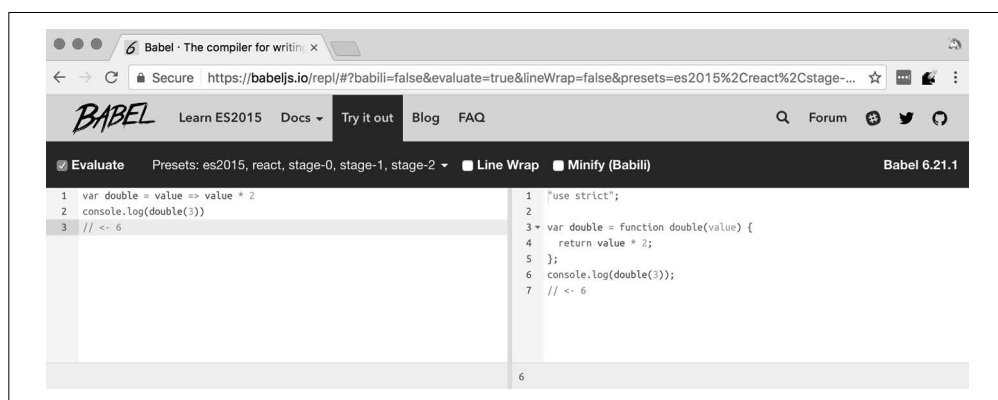 6 Babel · The compiler for writing ×
Secure https://babeljs.io/repl/#?babili=false&evaluate=true&lineWrap=false&presets=es2015%2Creact%2Cstage-...
BABEL Learn ES2015 Docs Try it out Blog FAQ Forum
Evaluate Presets: es2015, react, stage-0, stage-1, stage-2 Line Wrap Minify (Babili) Babel 6.21.1
1 var double = value => value * 2
2 console.log(double(3))
3 // <- 6
1 "use strict";
2
3 var double = function double(value) {
4 return value * 2;
5 };
6 console.log(double(3));
7 // <- 6
6